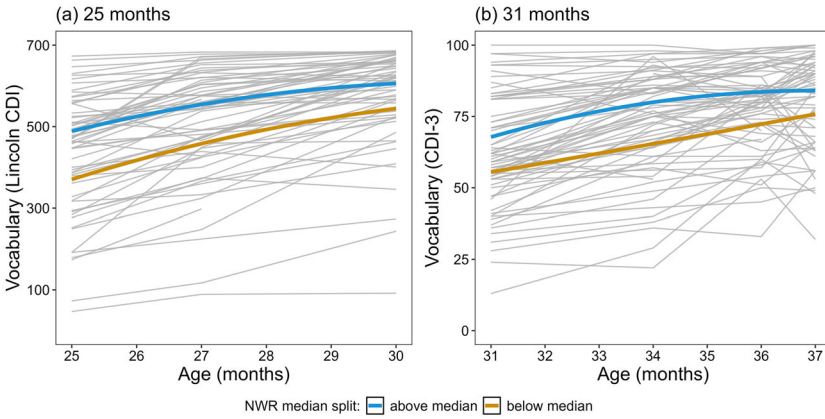 (a) 25 months
Vocabulary (Lincoln CDI)
700
500
300
100
25 26 27 28 29 30
Age (months)
(b) 31 months
Vocabulary (CDI-3)
100
75
50
25
0
31 32 33 34 35 36 37
Age (months)
NWR median split: above median below median